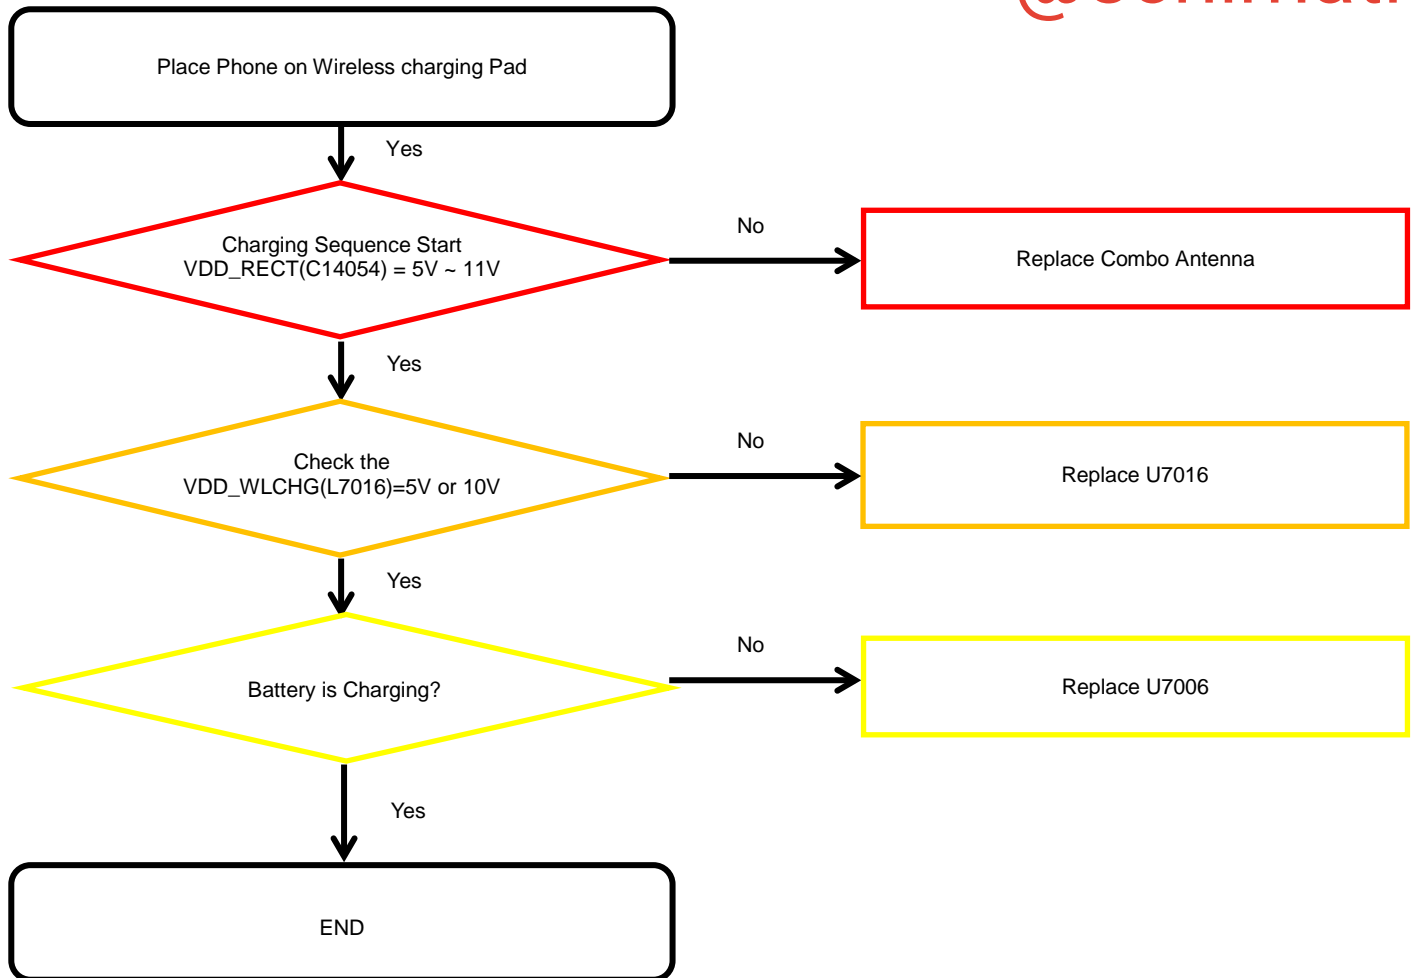 Place Phone on Wireless charging Pad
Yes
Charging Sequence Start
VDD_RECT(C14054) = 5V ~ 11V
No
Replace Combo Antenna
Yes
Check the
VDD_WLCHG(L7016)=5V or 10V
No
Replace U7016
Yes
Battery is Charging?
No
Replace U7006
Yes
END